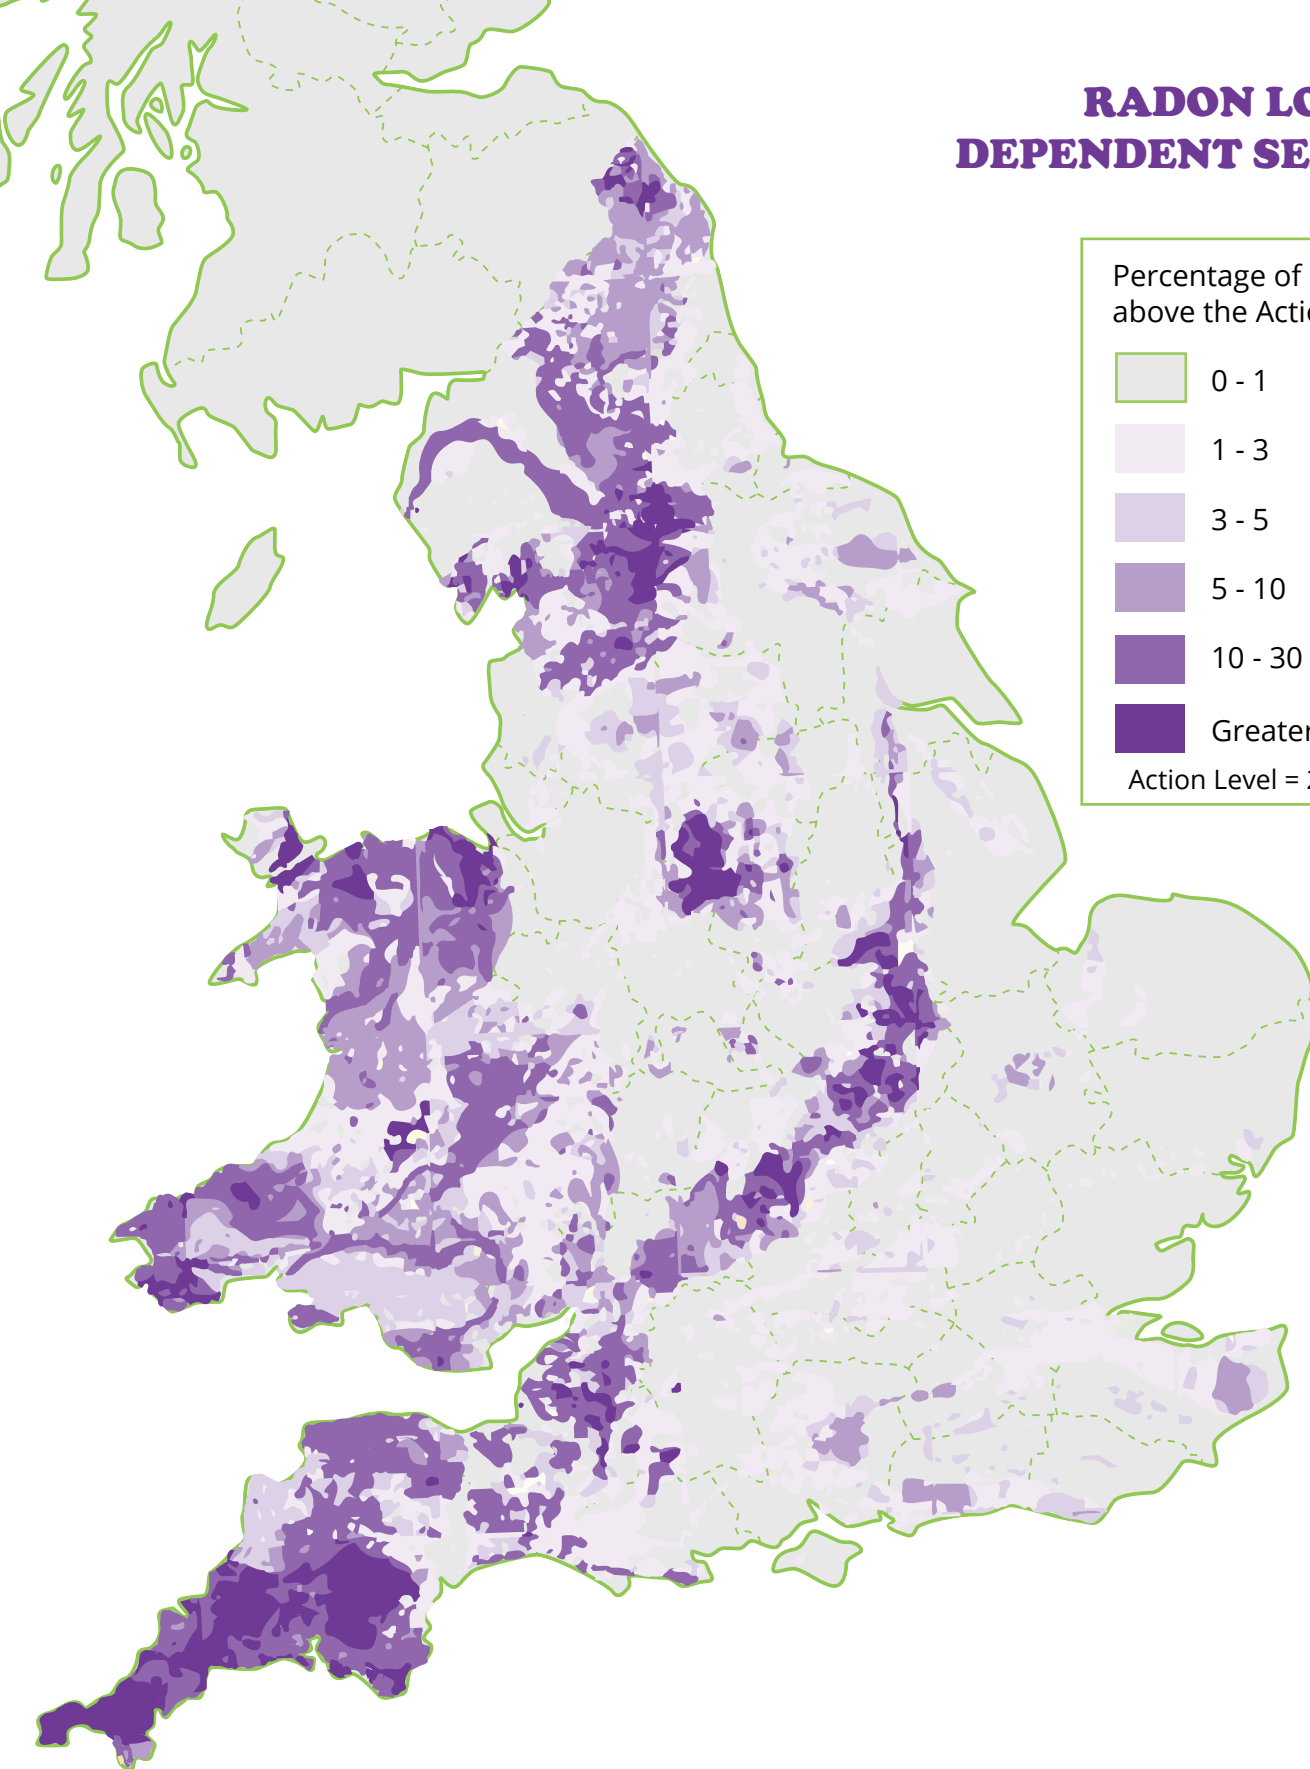 RADON LO
DEPENDENT SE
Percentage of
above the Actio
0 - 1
1 - 3
3 - 5
5 - 10
10 - 30
Greater
Action Level = 2